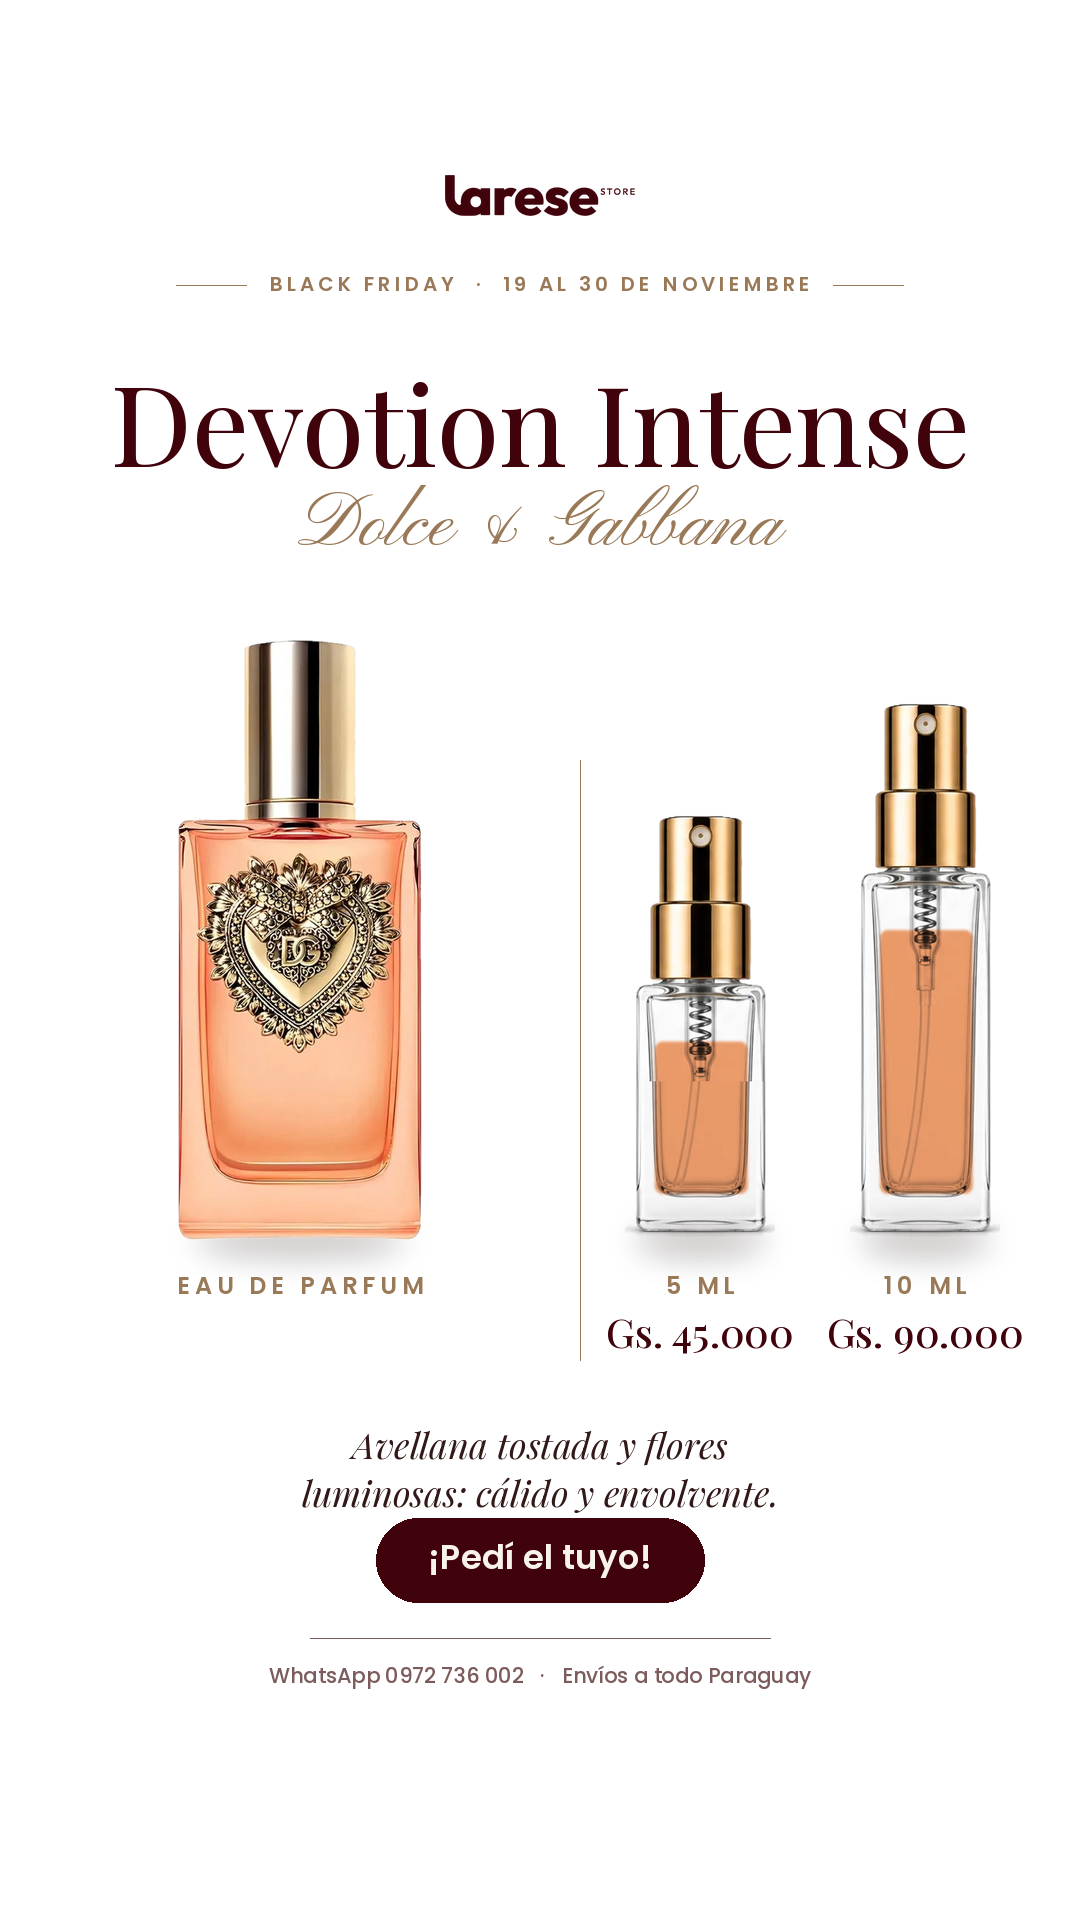 Larese STORE
BLACK FRIDAY · 19 AL 30 DE NOVIEMBRE
Devotion Intense
Dolce & Gabbana
DG
EAU DE PARFUM
5 ML
Gs. 45.000
10 ML
Gs. 90.000
Avellana tostada y flores
luminosas: cálido y envolvente.
¡Pedí el tuyo!
WhatsApp 0972 736 002 · Envíos a todo Paraguay